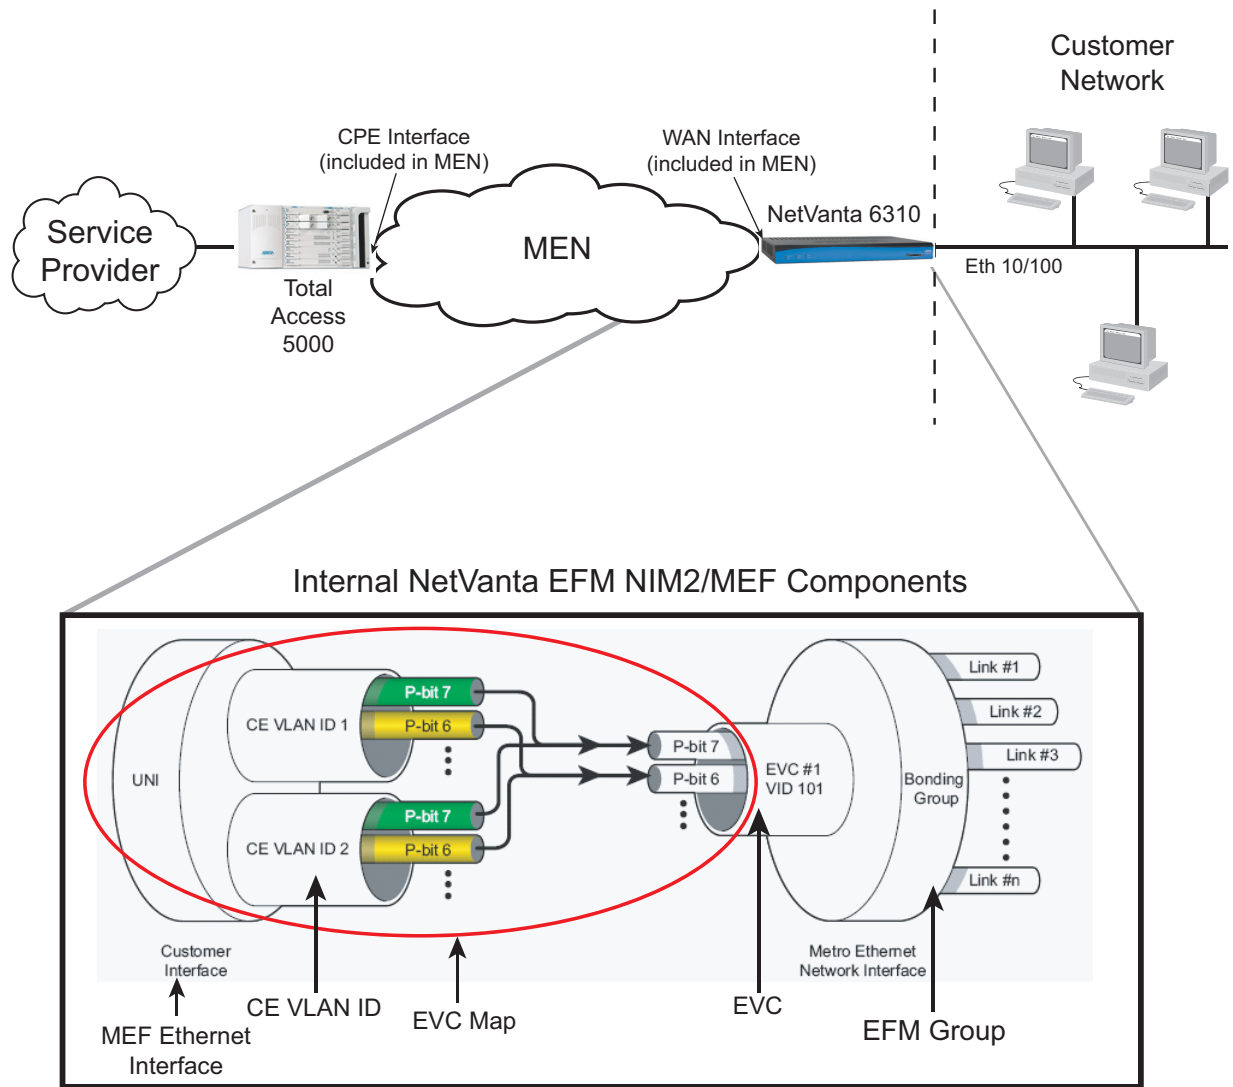 Customer
Network
CPE Interface
(included in MEN)
WAN Interface
(included in MEN)
Service
Provider
MEN
NetVanta 6310
Eth 10/100
Total
Access
5000
Internal NetVanta EFM NIM2/MEF Components
UNI
CE VLAN ID 1
P-bit 7
P-bit 6
CE VLAN ID 2
P-bit 7
P-bit 6
P-bit 7
P-bit 6
EVC #1
VID 101
Bonding
Group
Link #1
Link #2
Link #3
Link #n
Customer
Interface
Metro Ethernet
Network Interface
MEF Ethernet
Interface
CE VLAN ID
EVC Map
EVC
EFM Group